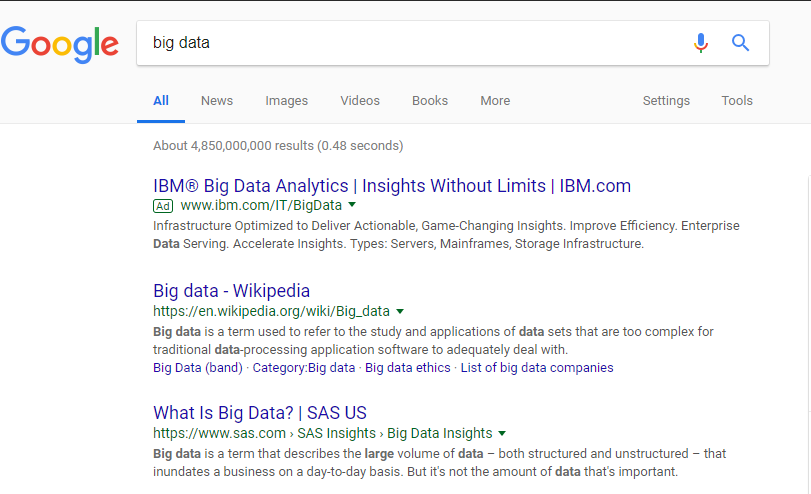 Google
big data
All News Images Videos Books More Settings Tools
About 4,850,000,000 results (0.48 seconds)
IBM® Big Data Analytics | Insights Without Limits | IBM.com
Ad www.ibm.com/IT/BigData
Infrastructure Optimized to Deliver Actionable, Game-Changing Insights. Improve Efficiency. Enterprise
Data Serving. Accelerate Insights. Types: Servers, Mainframes, Storage Infrastructure.
Big data - Wikipedia
https://en.wikipedia.org/wiki/Big_data
Big data is a term used to refer to the study and applications of data sets that are too complex for
traditional data-processing application software to adequately deal with.
Big Data (band) · Category:Big data · Big data ethics · List of big data companies
What Is Big Data? | SAS US
https://www.sas.com › SAS Insights › Big Data Insights
Big data is a term that describes the large volume of data – both structured and unstructured – that
inundates a business on a day-to-day basis. But it's not the amount of data that's important.